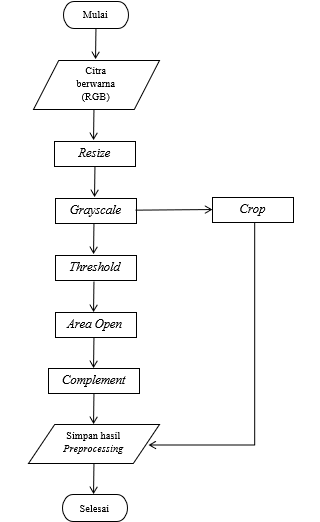 Mulai
Citra
berwarna
(RGB)
Resize
Grayscale
Crop
Threshold
Area Open
Complement
Simpan hasil
Preprocessing
Selesai